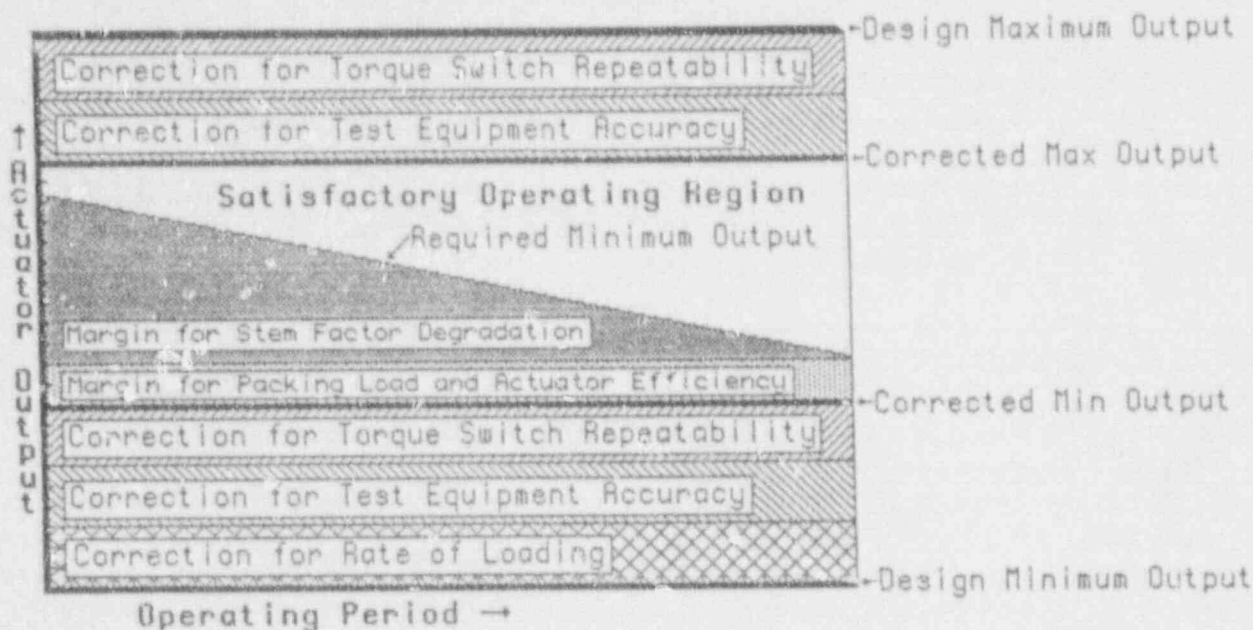 Design Maximum Output
Correction for Torque Switch Repeatability
Correction for Test Equipment Accuracy
Corrected Max Output
Satisfactory Operating Region
Required Minimum Output
Margin for Stem Factor Degradation
Margin for Packing Load and Actuator Efficiency
Corrected Min Output
Correction for Torque Switch Repeatability
Correction for Test Equipment Accuracy
Correction for Rate of Loading
Design Minimum Output
↑ Actuator Output
Operating Period →